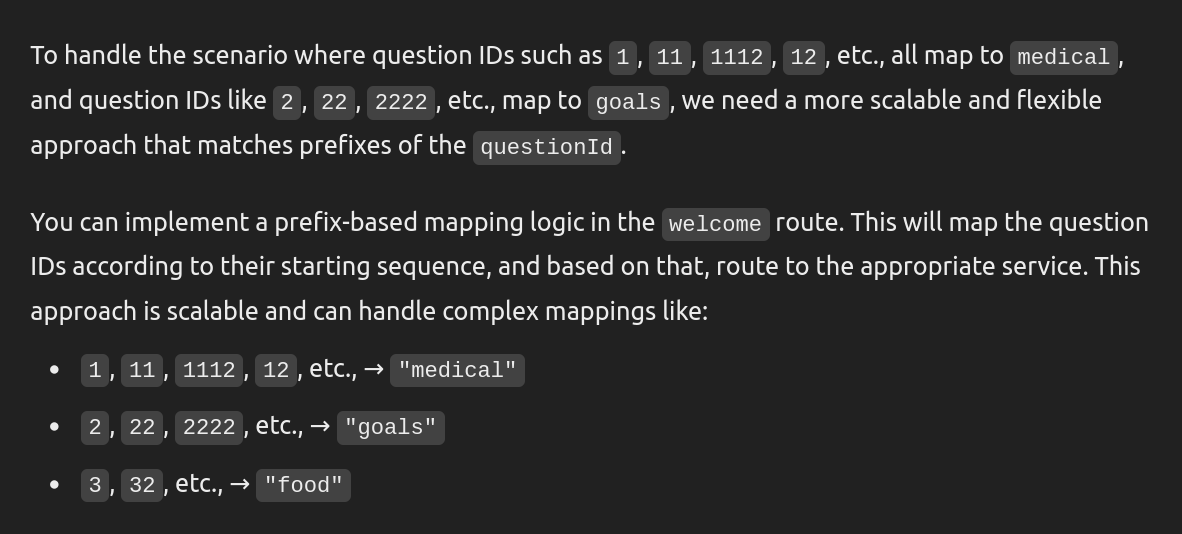 To handle the scenario where question IDs such as 1, 11, 1112, 12, etc., all map to medical,
and question IDs like 2, 22, 2222, etc., map to goals, we need a more scalable and flexible
approach that matches prefixes of the questionId.
You can implement a prefix-based mapping logic in the welcome route. This will map the question
IDs according to their starting sequence, and based on that, route to the appropriate service. This
approach is scalable and can handle complex mappings like:
• 1, 11, 1112, 12, etc., → "medical"
• 2, 22, 2222, etc., → "goals"
• 3, 32, etc., → "food"